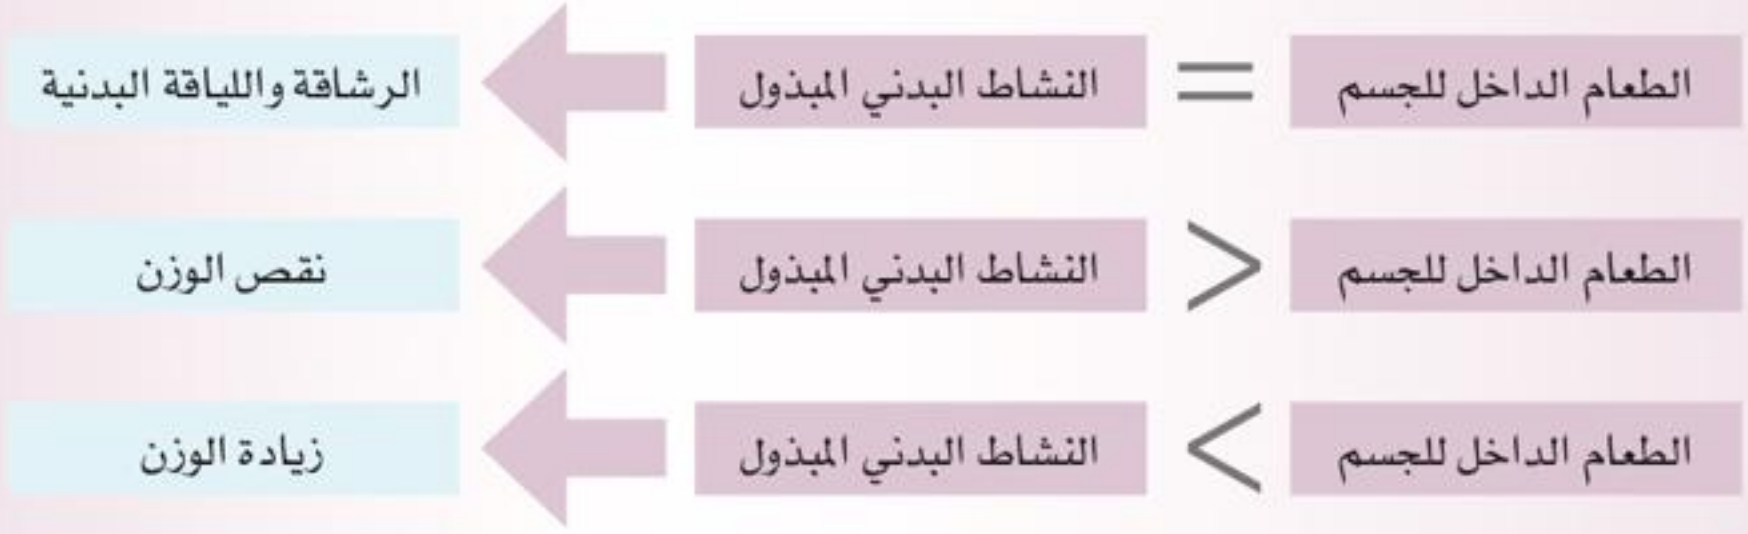 الطعام الداخل للجسم = النشاط البدني المبذول الرشاقة واللياقة البدنية
الطعام الداخل للجسم < النشاط البدني المبذول نقص الوزن
الطعام الداخل للجسم > النشاط البدني المبذول زيادة الوزن